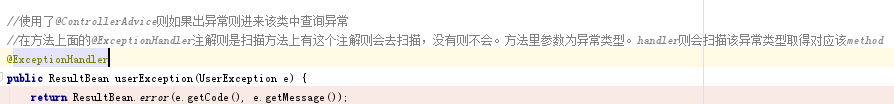 //使用了@ControllerAdvice则如果出异常则进来该类中查询异常
//在方法上面的@ExceptionHandler注解则是扫描方法上有这个注解则会去扫描，没有则不会。方法里参数为异常类型。handler则会扫描该异常类型取得对应该method
@ExceptionHandler
public ResultBean userException(UserException e) {
return ResultBean.error(e.getCode(), e.getMessage());